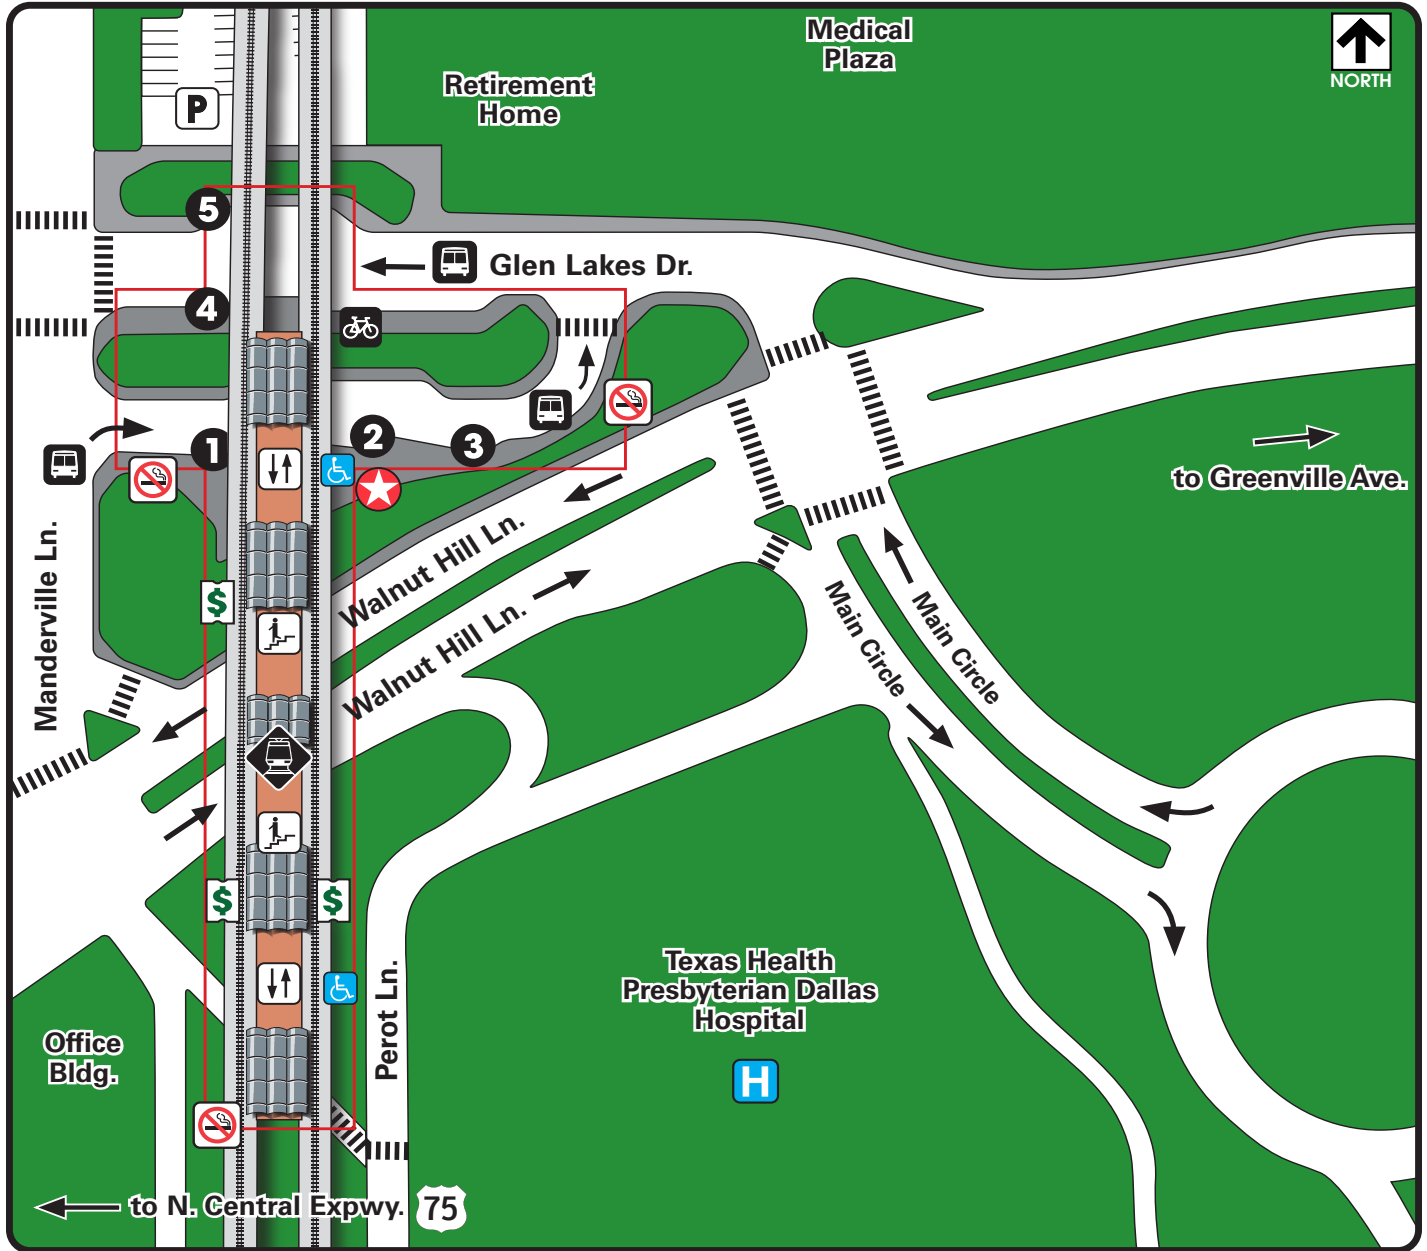 Medical
Plaza
NORTH
Retirement
Home
P
5
Glen Lakes Dr.
4
1
2
3
to Greenville Ave.
Manderville Ln.
Walnut Hill Ln.
Walnut Hill Ln.
$
Main Circle
Main Circle
$
$
Perot Ln.
Texas Health
Presbyterian Dallas
Hospital
H
Office
Bldg.
to N. Central Expwy. 75